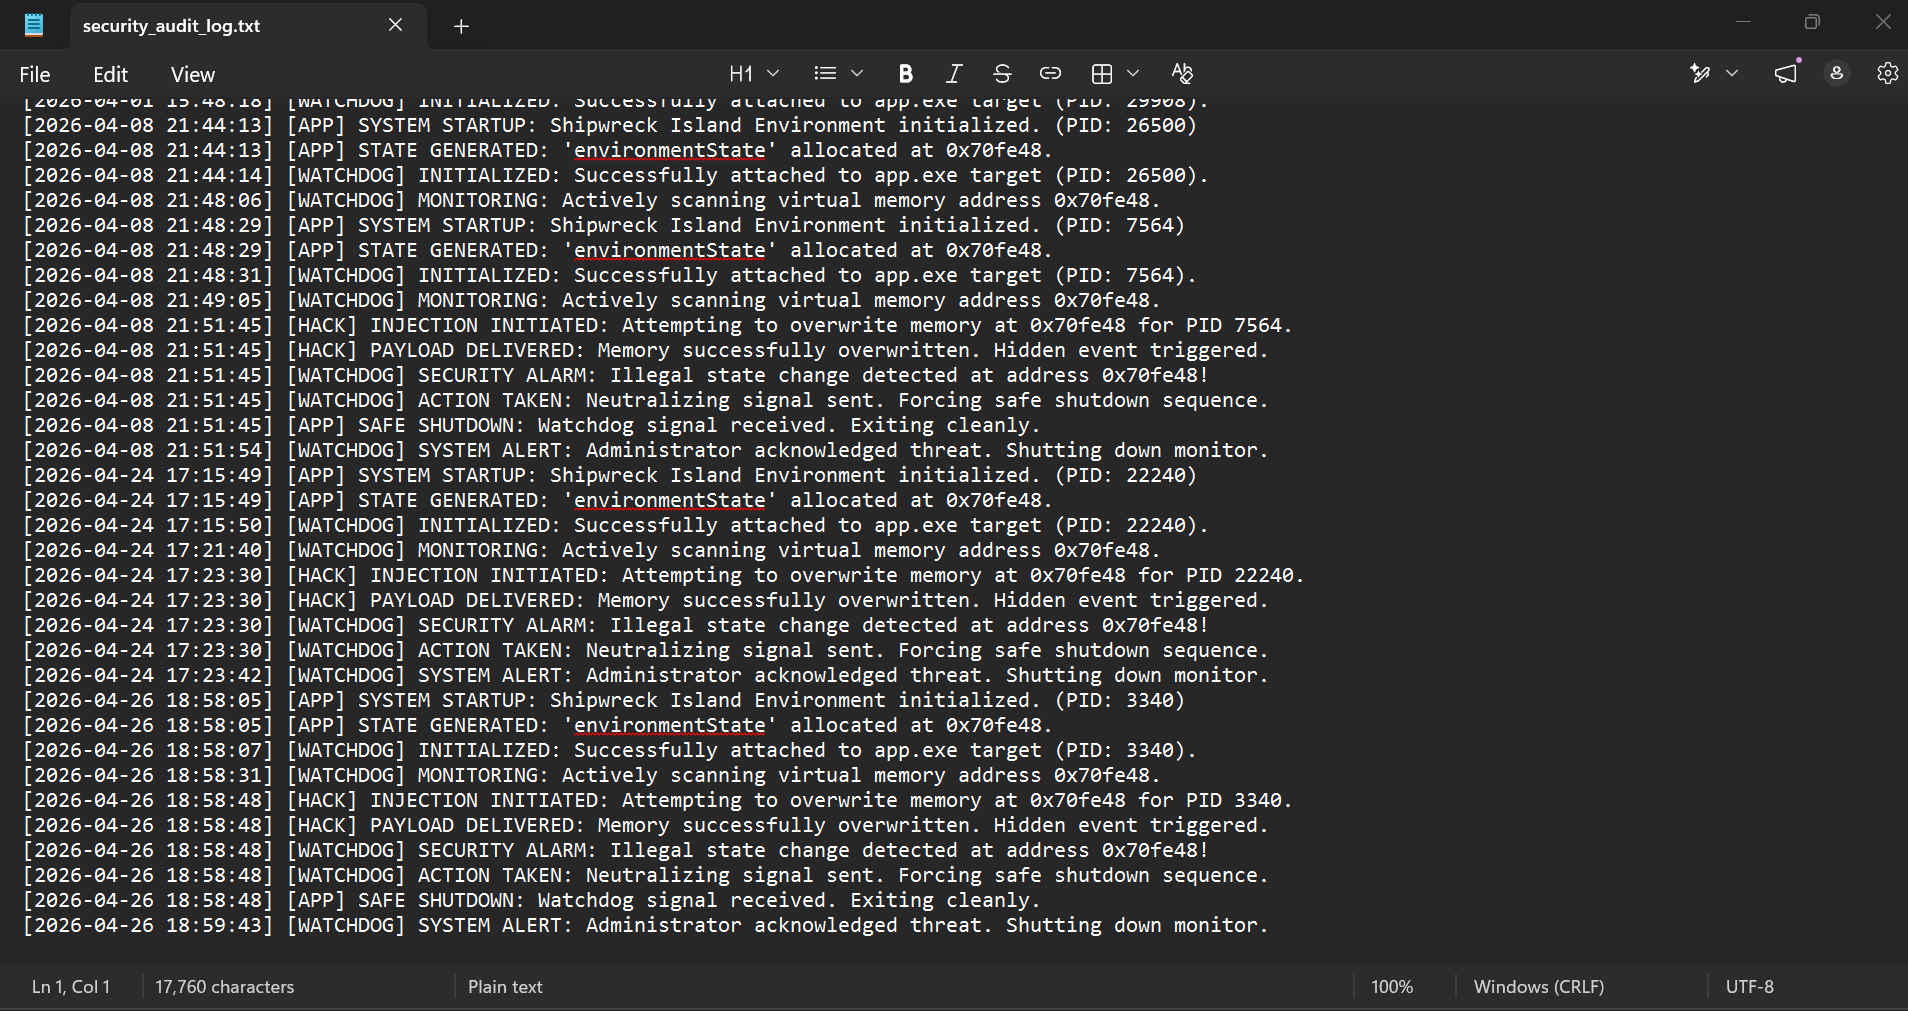 security_audit_log.txt
File Edit View H1
[2026-04-01 15:48:18] [WATCHDOG] INITIALIZED: Successfully attached to app.exe target (PID: 29908).
[2026-04-08 21:44:13] [APP] SYSTEM STARTUP: Shipwreck Island Environment initialized. (PID: 26500)
[2026-04-08 21:44:13] [APP] STATE GENERATED: 'environmentState' allocated at 0x70fe48.
[2026-04-08 21:44:14] [WATCHDOG] INITIALIZED: Successfully attached to app.exe target (PID: 26500).
[2026-04-08 21:48:06] [WATCHDOG] MONITORING: Actively scanning virtual memory address 0x70fe48.
[2026-04-08 21:48:29] [APP] SYSTEM STARTUP: Shipwreck Island Environment initialized. (PID: 7564)
[2026-04-08 21:48:29] [APP] STATE GENERATED: 'environmentState' allocated at 0x70fe48.
[2026-04-08 21:48:31] [WATCHDOG] INITIALIZED: Successfully attached to app.exe target (PID: 7564).
[2026-04-08 21:49:05] [WATCHDOG] MONITORING: Actively scanning virtual memory address 0x70fe48.
[2026-04-08 21:51:45] [HACK] INJECTION INITIATED: Attempting to overwrite memory at 0x70fe48 for PID 7564.
[2026-04-08 21:51:45] [HACK] PAYLOAD DELIVERED: Memory successfully overwritten. Hidden event triggered.
[2026-04-08 21:51:45] [WATCHDOG] SECURITY ALARM: Illegal state change detected at address 0x70fe48!
[2026-04-08 21:51:45] [WATCHDOG] ACTION TAKEN: Neutralizing signal sent. Forcing safe shutdown sequence.
[2026-04-08 21:51:45] [APP] SAFE SHUTDOWN: Watchdog signal received. Exiting cleanly.
[2026-04-08 21:51:54] [WATCHDOG] SYSTEM ALERT: Administrator acknowledged threat. Shutting down monitor.
[2026-04-24 17:15:49] [APP] SYSTEM STARTUP: Shipwreck Island Environment initialized. (PID: 22240)
[2026-04-24 17:15:49] [APP] STATE GENERATED: 'environmentState' allocated at 0x70fe48.
[2026-04-24 17:15:50] [WATCHDOG] INITIALIZED: Successfully attached to app.exe target (PID: 22240).
[2026-04-24 17:21:40] [WATCHDOG] MONITORING: Actively scanning virtual memory address 0x70fe48.
[2026-04-24 17:23:30] [HACK] INJECTION INITIATED: Attempting to overwrite memory at 0x70fe48 for PID 22240.
[2026-04-24 17:23:30] [HACK] PAYLOAD DELIVERED: Memory successfully overwritten. Hidden event triggered.
[2026-04-24 17:23:30] [WATCHDOG] SECURITY ALARM: Illegal state change detected at address 0x70fe48!
[2026-04-24 17:23:30] [WATCHDOG] ACTION TAKEN: Neutralizing signal sent. Forcing safe shutdown sequence.
[2026-04-24 17:23:42] [WATCHDOG] SYSTEM ALERT: Administrator acknowledged threat. Shutting down monitor.
[2026-04-26 18:58:05] [APP] SYSTEM STARTUP: Shipwreck Island Environment initialized. (PID: 3340)
[2026-04-26 18:58:05] [APP] STATE GENERATED: 'environmentState' allocated at 0x70fe48.
[2026-04-26 18:58:07] [WATCHDOG] INITIALIZED: Successfully attached to app.exe target (PID: 3340).
[2026-04-26 18:58:31] [WATCHDOG] MONITORING: Actively scanning virtual memory address 0x70fe48.
[2026-04-26 18:58:48] [HACK] INJECTION INITIATED: Attempting to overwrite memory at 0x70fe48 for PID 3340.
[2026-04-26 18:58:48] [HACK] PAYLOAD DELIVERED: Memory successfully overwritten. Hidden event triggered.
[2026-04-26 18:58:48] [WATCHDOG] SECURITY ALARM: Illegal state change detected at address 0x70fe48!
[2026-04-26 18:58:48] [WATCHDOG] ACTION TAKEN: Neutralizing signal sent. Forcing safe shutdown sequence.
[2026-04-26 18:58:48] [APP] SAFE SHUTDOWN: Watchdog signal received. Exiting cleanly.
[2026-04-26 18:59:43] [WATCHDOG] SYSTEM ALERT: Administrator acknowledged threat. Shutting down monitor.
Ln 1, Col 1 17,760 characters Plain text 100% Windows (CRLF) UTF-8